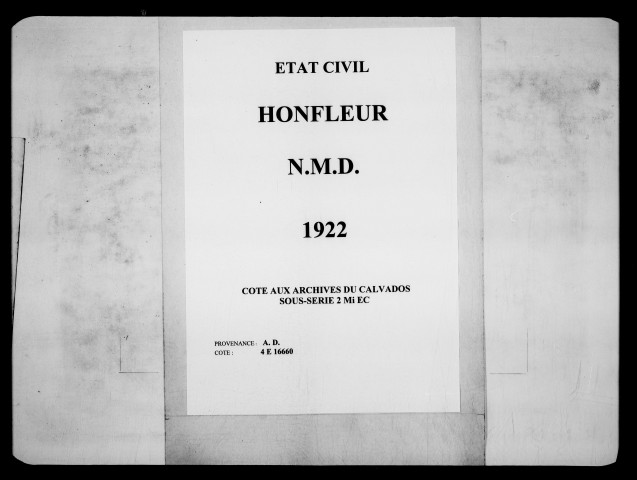 ETAT CIVIL
HONFLEUR
N.M.D.
1922
COTE AUX ARCHIVES DU CALVADOS
SOUS-SERIE 2 Mi EC
PROVENANCE : A. D.
COTE : 4 E 16660